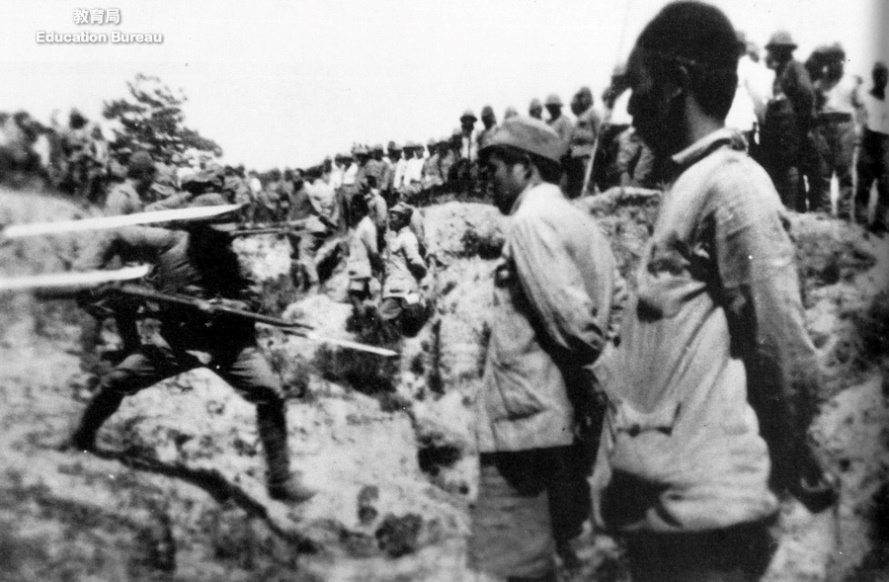 教育局
Education Bureau